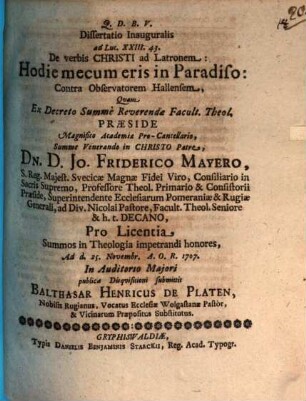 Q. D. B. V.
Dissertatio Inauguralis
ad Luc. XXIII. 43.
De verbis CHRISTI ad Latronem:
Hodie mecum eris in Paradiso:
Contra Observatorem Hallensem,
Quam
Ex Decreto Summè Reverendæ Facult. Theol.
PRÆSIDE
Magnifico Academiæ Pro-Cancellario,
Summe Venerando in CHRISTO Patre,
DN. D. JO. FRIDERICO MAYERO,
S. Reg. Majest. Svecicæ Magnæ Fidei Viro, Consiliario in
Sacris Supremo, Professore Theol. Primario & Consistorii
Præside, Superintendente Ecclesiarum Pomeraniæ & Rugiæ
Generali, ad Div. Nicolai Pastore, Facult. Theol. Seniore
& h. t. DECANO,
Pro Licentia
Summos in Theologia impetrandi honores,
Ad d. 25. Novembr. A. O. R. 1707.
In Auditorio Majori
publicæ Disquisitioni submittit
BALTHASAR HENRICUS DE PLATEN,
Nobilis Rugianus, Vocatus Ecclesiæ Wolgastanæ Pastor,
& Vicinarum Præpositus Substitutus.
GRYPHISWALDIÆ,
Typis DANIELIS BENJAMINIS STARCKII, Reg. Acad. Typogr.